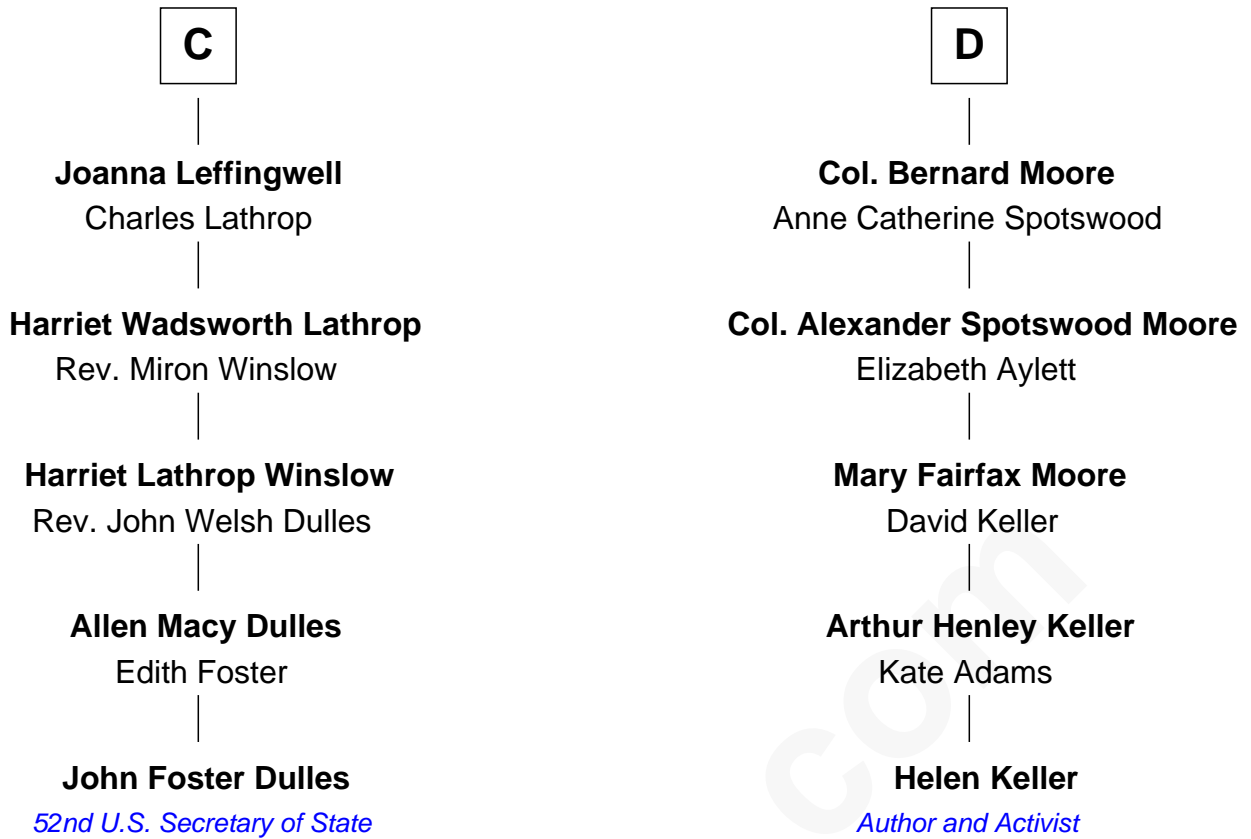 C
Joanna Leffingwell
Charles Lathrop
Harriet Wadsworth Lathrop
Rev. Miron Winslow
Harriet Lathrop Winslow
Rev. John Welsh Dulles
Allen Macy Dulles
Edith Foster
John Foster Dulles
52nd U.S. Secretary of State
D
Col. Bernard Moore
Anne Catherine Spotswood
Col. Alexander Spotswood Moore
Elizabeth Aylett
Mary Fairfax Moore
David Keller
Arthur Henley Keller
Kate Adams
Helen Keller
Author and Activist
com